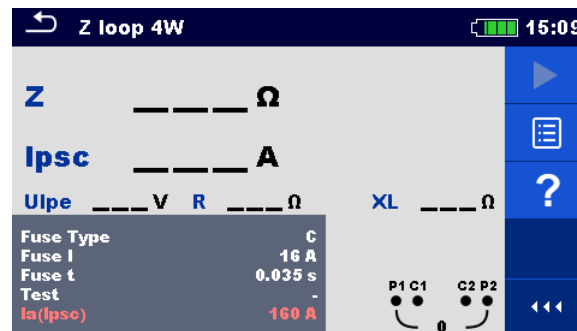 Z loop 4W 15:09
Z ___ Ω
Ipsc ___ A
Ulpe ___ V R ___ Ω XL ___ Ω
?
Fuse Type C
Fuse I 16 A
Fuse t 0.035 s
Test -
Ia(Ipsc) 160 A
P1 C1 C2 P2
0